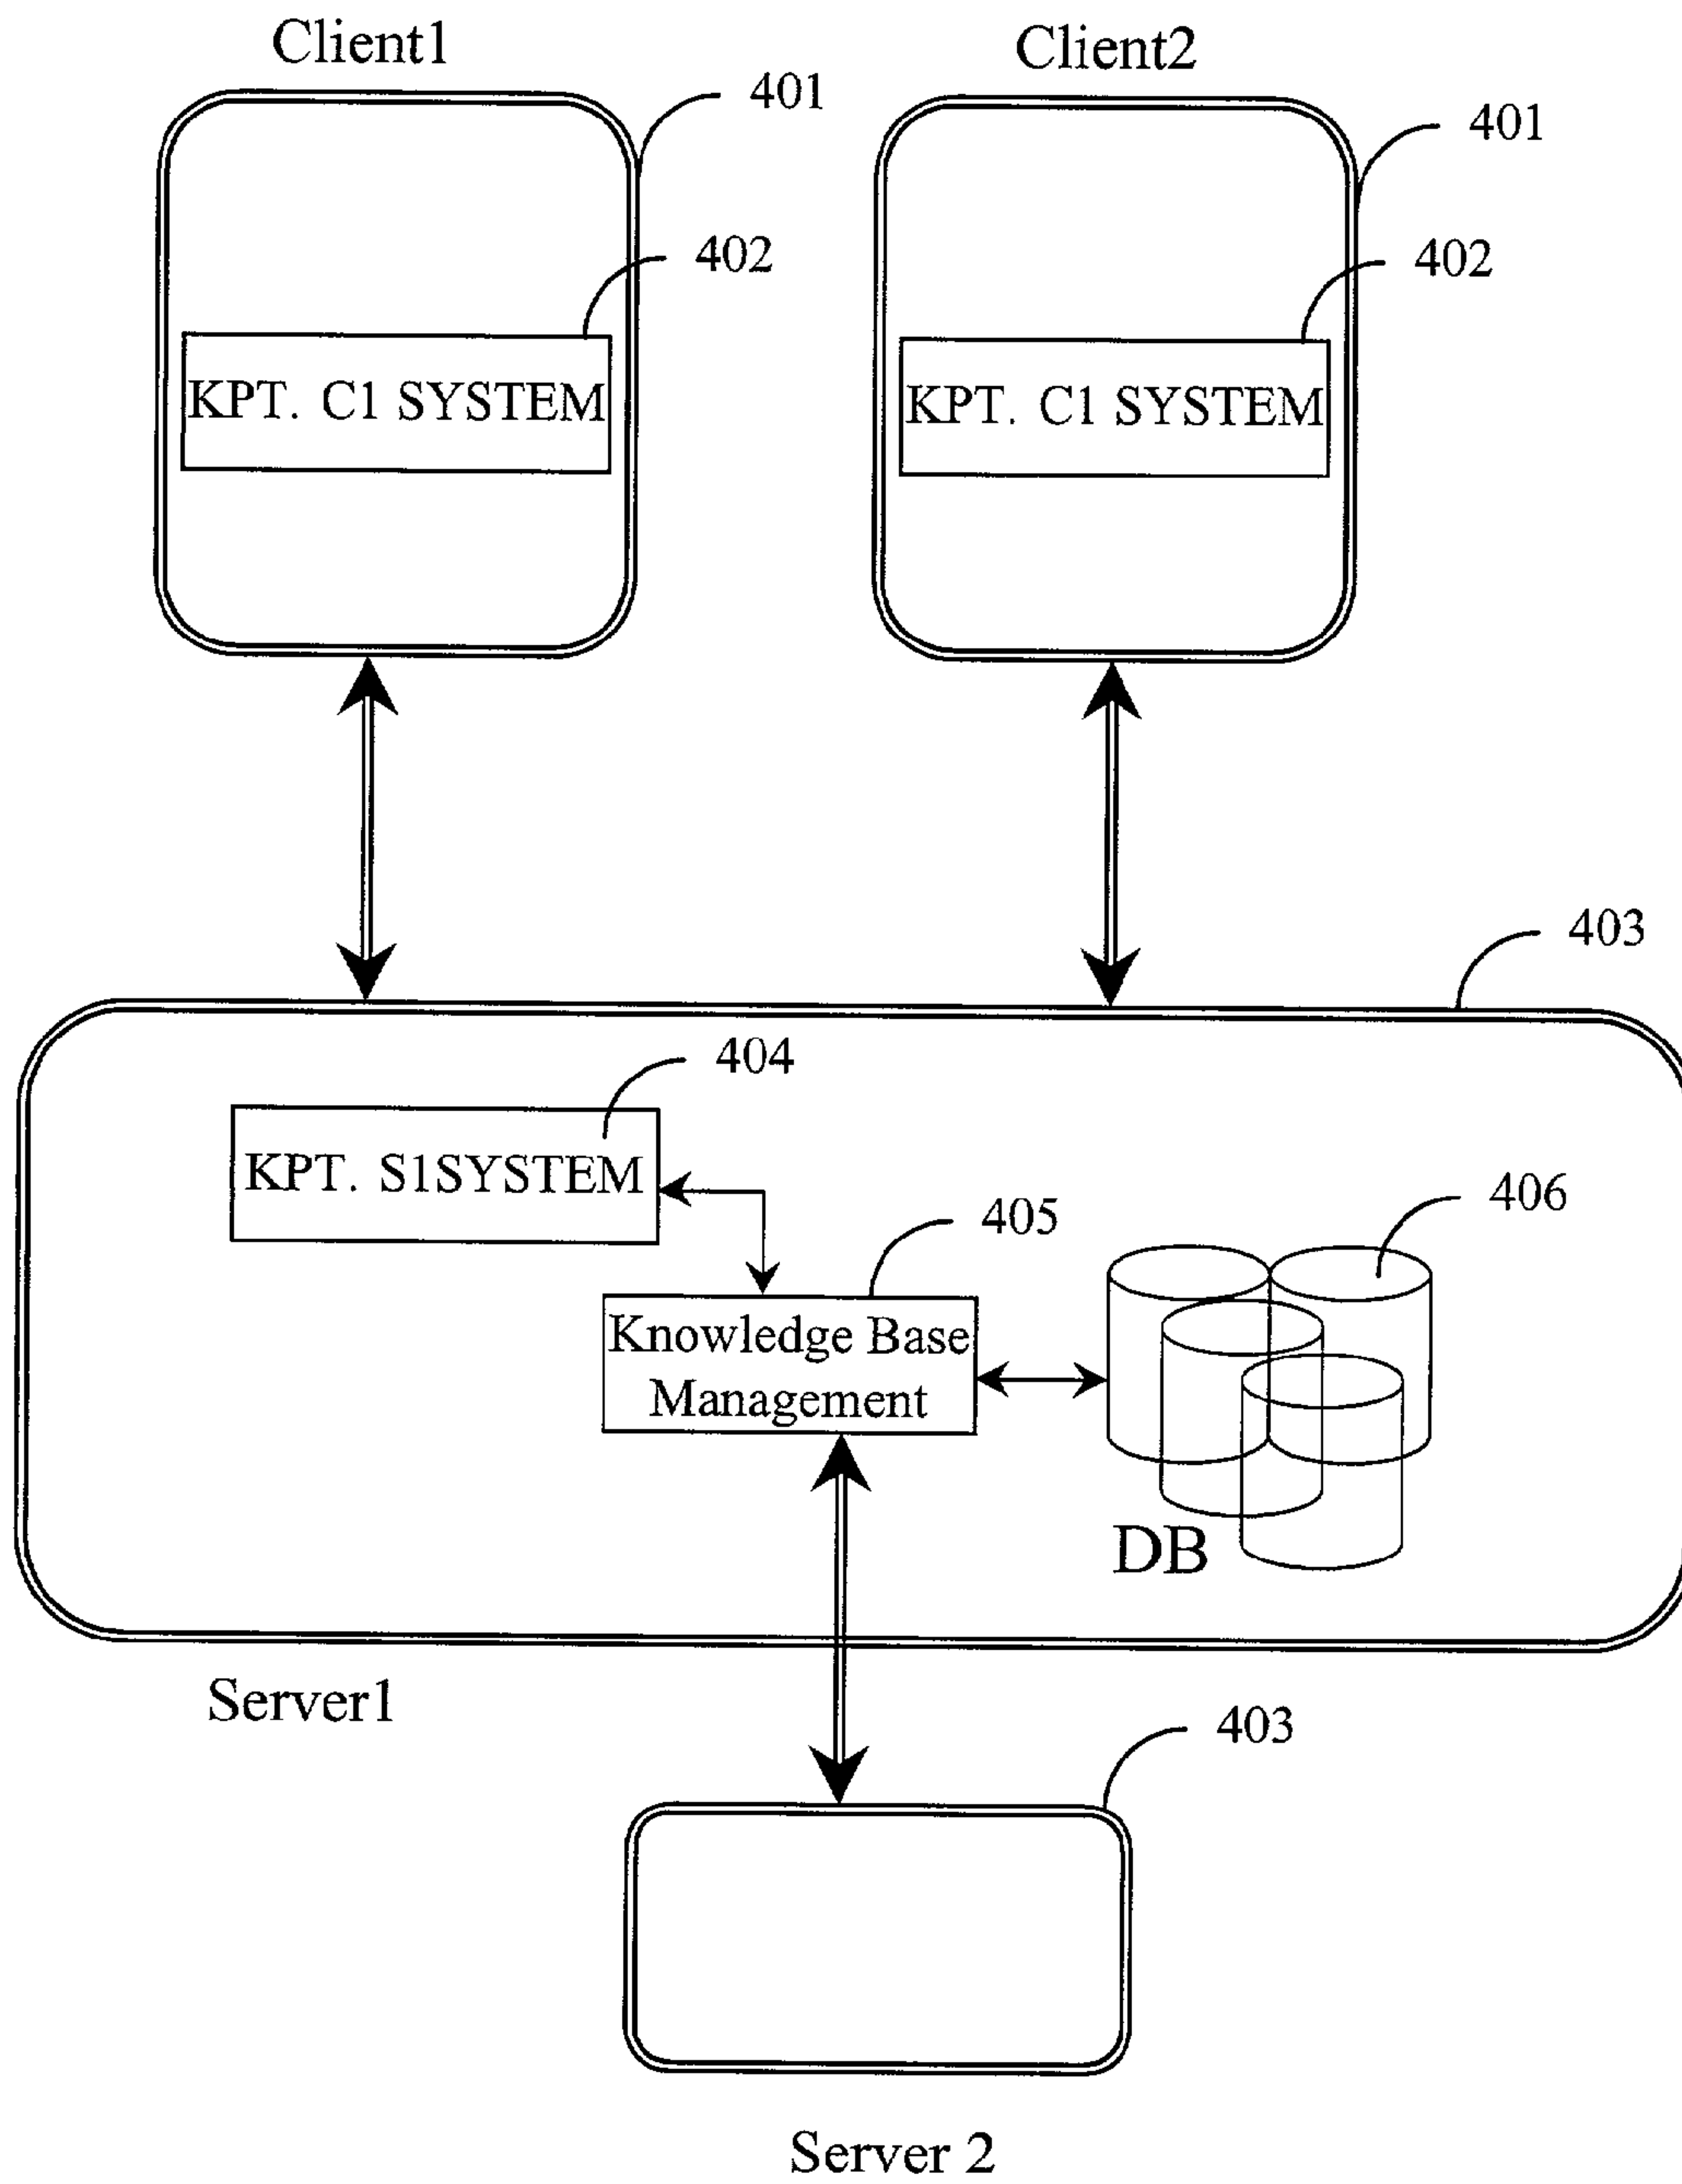 Client1
Client2
401
401
402
402
KPT. C1 SYSTEM
KPT. C1 SYSTEM
403
404
KPT. S1SYSTEM
405
406
Knowledge Base
Management
DB
Server1
403
Server 2